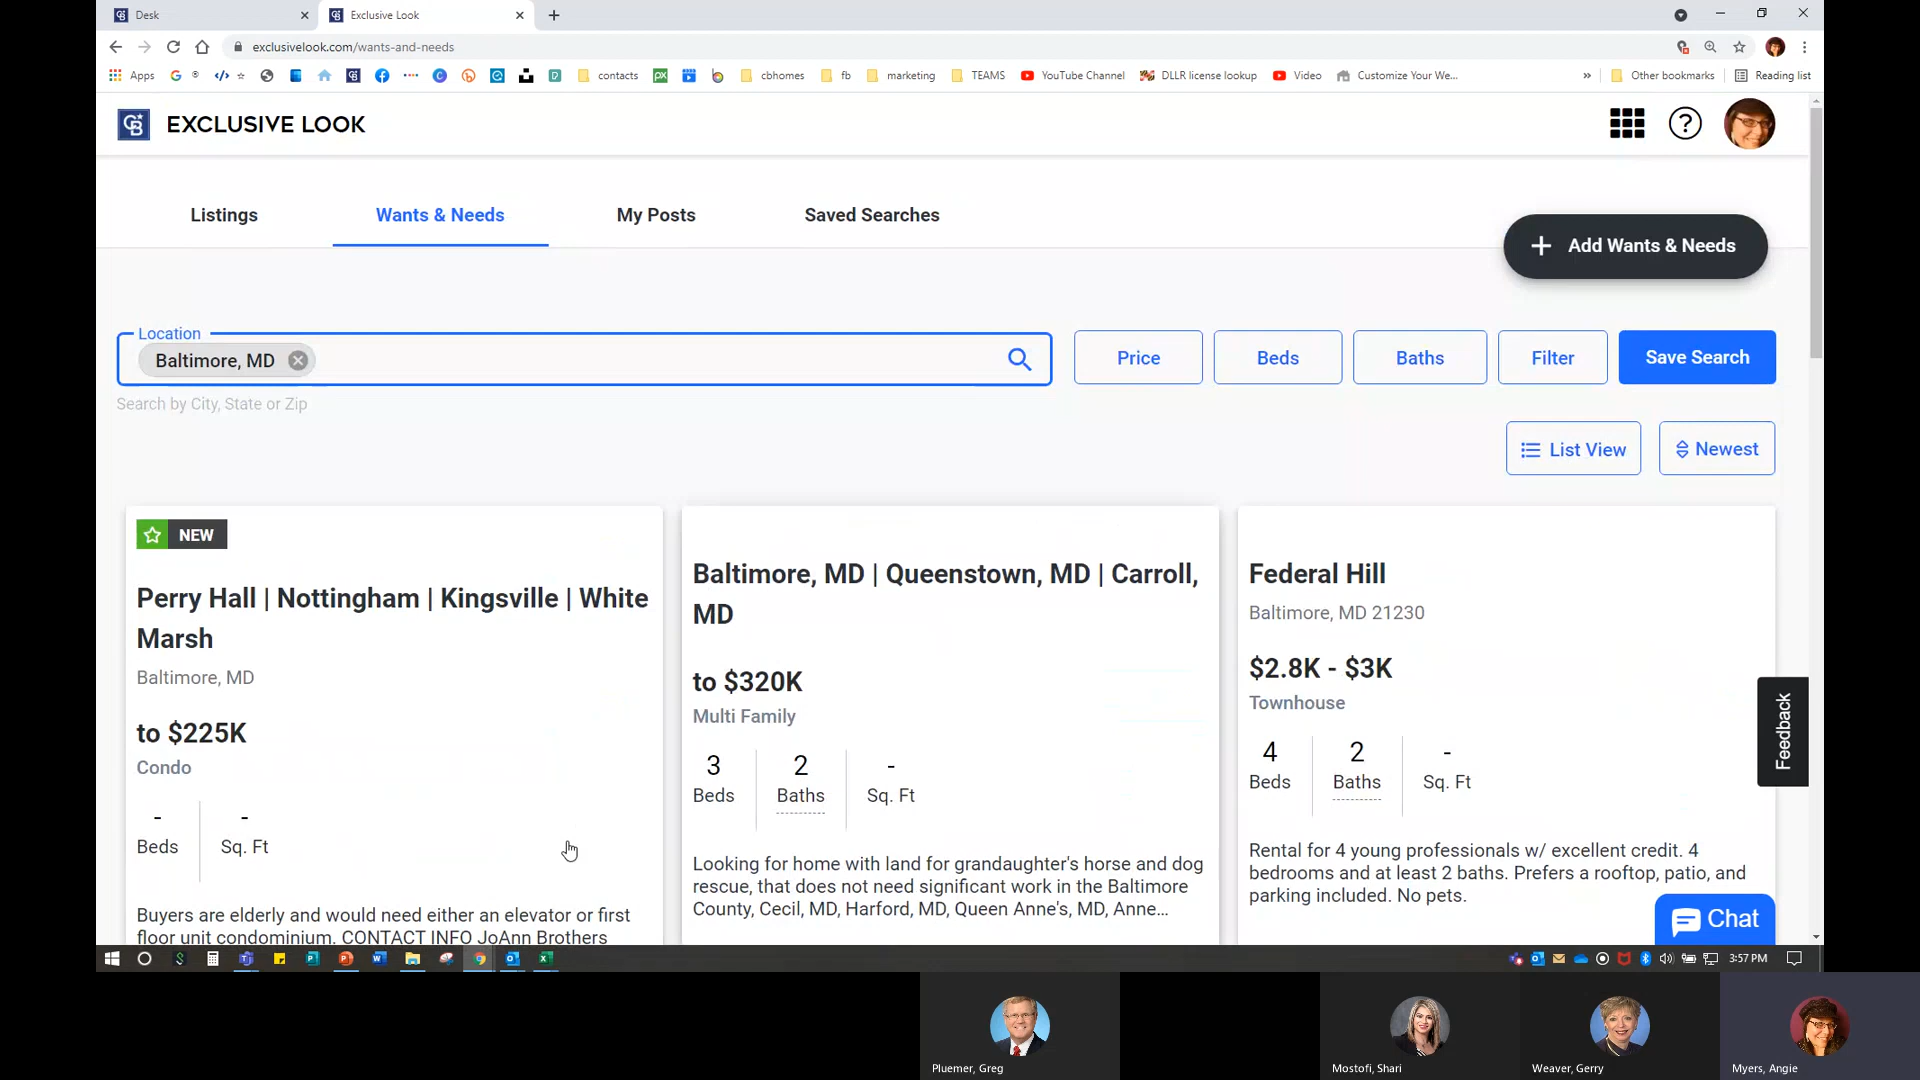 Desk
Exclusive Look
exclusivelook.com/wants-and-needs
Apps
contacts
cbhomes
fb
marketing
TEAMS
YouTube Channel
DLLR license lookup
Video
Customize Your We...
»
Other bookmarks
Reading list
EXCLUSIVE LOOK
Listings
Wants & Needs
My Posts
Saved Searches
+ Add Wants & Needs
Location
Baltimore, MD
Price
Beds
Baths
Filter
Save Search
Search by City, State or Zip
List View
Newest
NEW
Perry Hall | Nottingham | Kingsville | White
Marsh
Baltimore, MD
to $225K
Condo
- -
Beds Sq. Ft
Buyers are elderly and would need either an elevator or first
floor unit condominium. CONTACT INFO JoAnn Brothers
Baltimore, MD | Queenstown, MD | Carroll,
MD
to $320K
Multi Family
3 2 -
Beds Baths Sq. Ft
Looking for home with land for grandaughter's horse and dog
rescue, that does not need significant work in the Baltimore
County, Cecil, MD, Harford, MD, Queen Anne's, MD, Anne...
Federal Hill
Baltimore, MD 21230
$2.8K - $3K
Townhouse
4 2 -
Beds Baths Sq. Ft
Rental for 4 young professionals w/ excellent credit. 4
bedrooms and at least 2 baths. Prefers a rooftop, patio, and
parking included. No pets.
Feedback
Chat
3:57 PM
Pluemer, Greg
Mostofi, Shari
Weaver, Gerry
Myers, Angie